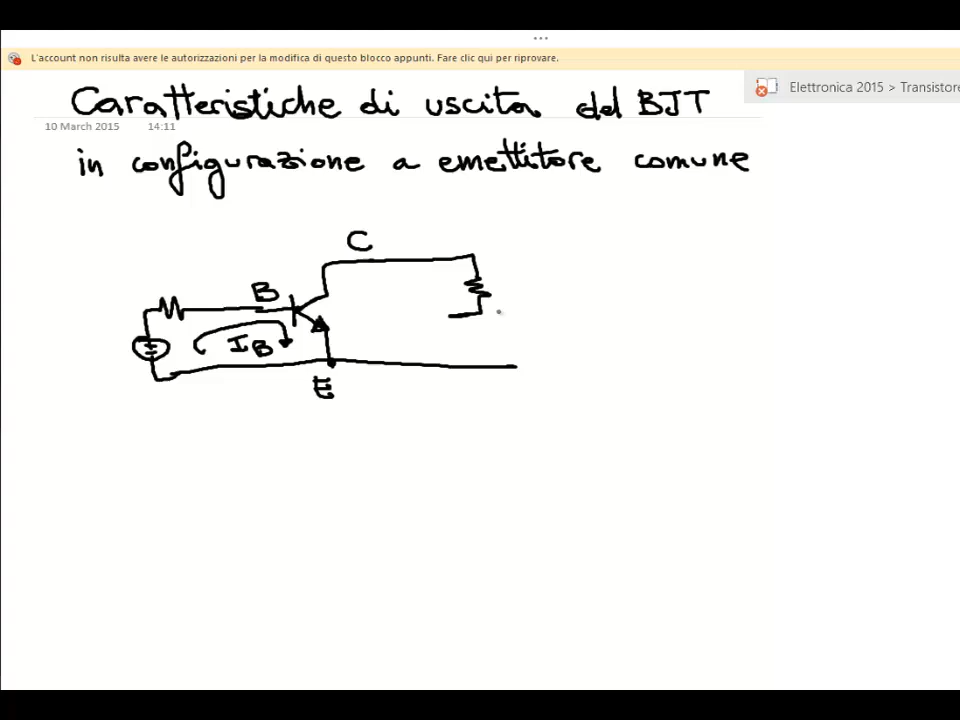 L'account non risulta avere le autorizzazioni per la modifica di questo blocco appunti. Fare clic qui per riprovare.
Elettronica 2015 > Transistore
Caratteristiche di uscita del BJT
10 March 2015 14:11
in configurazione a emettitore comune
C
B
IB
E